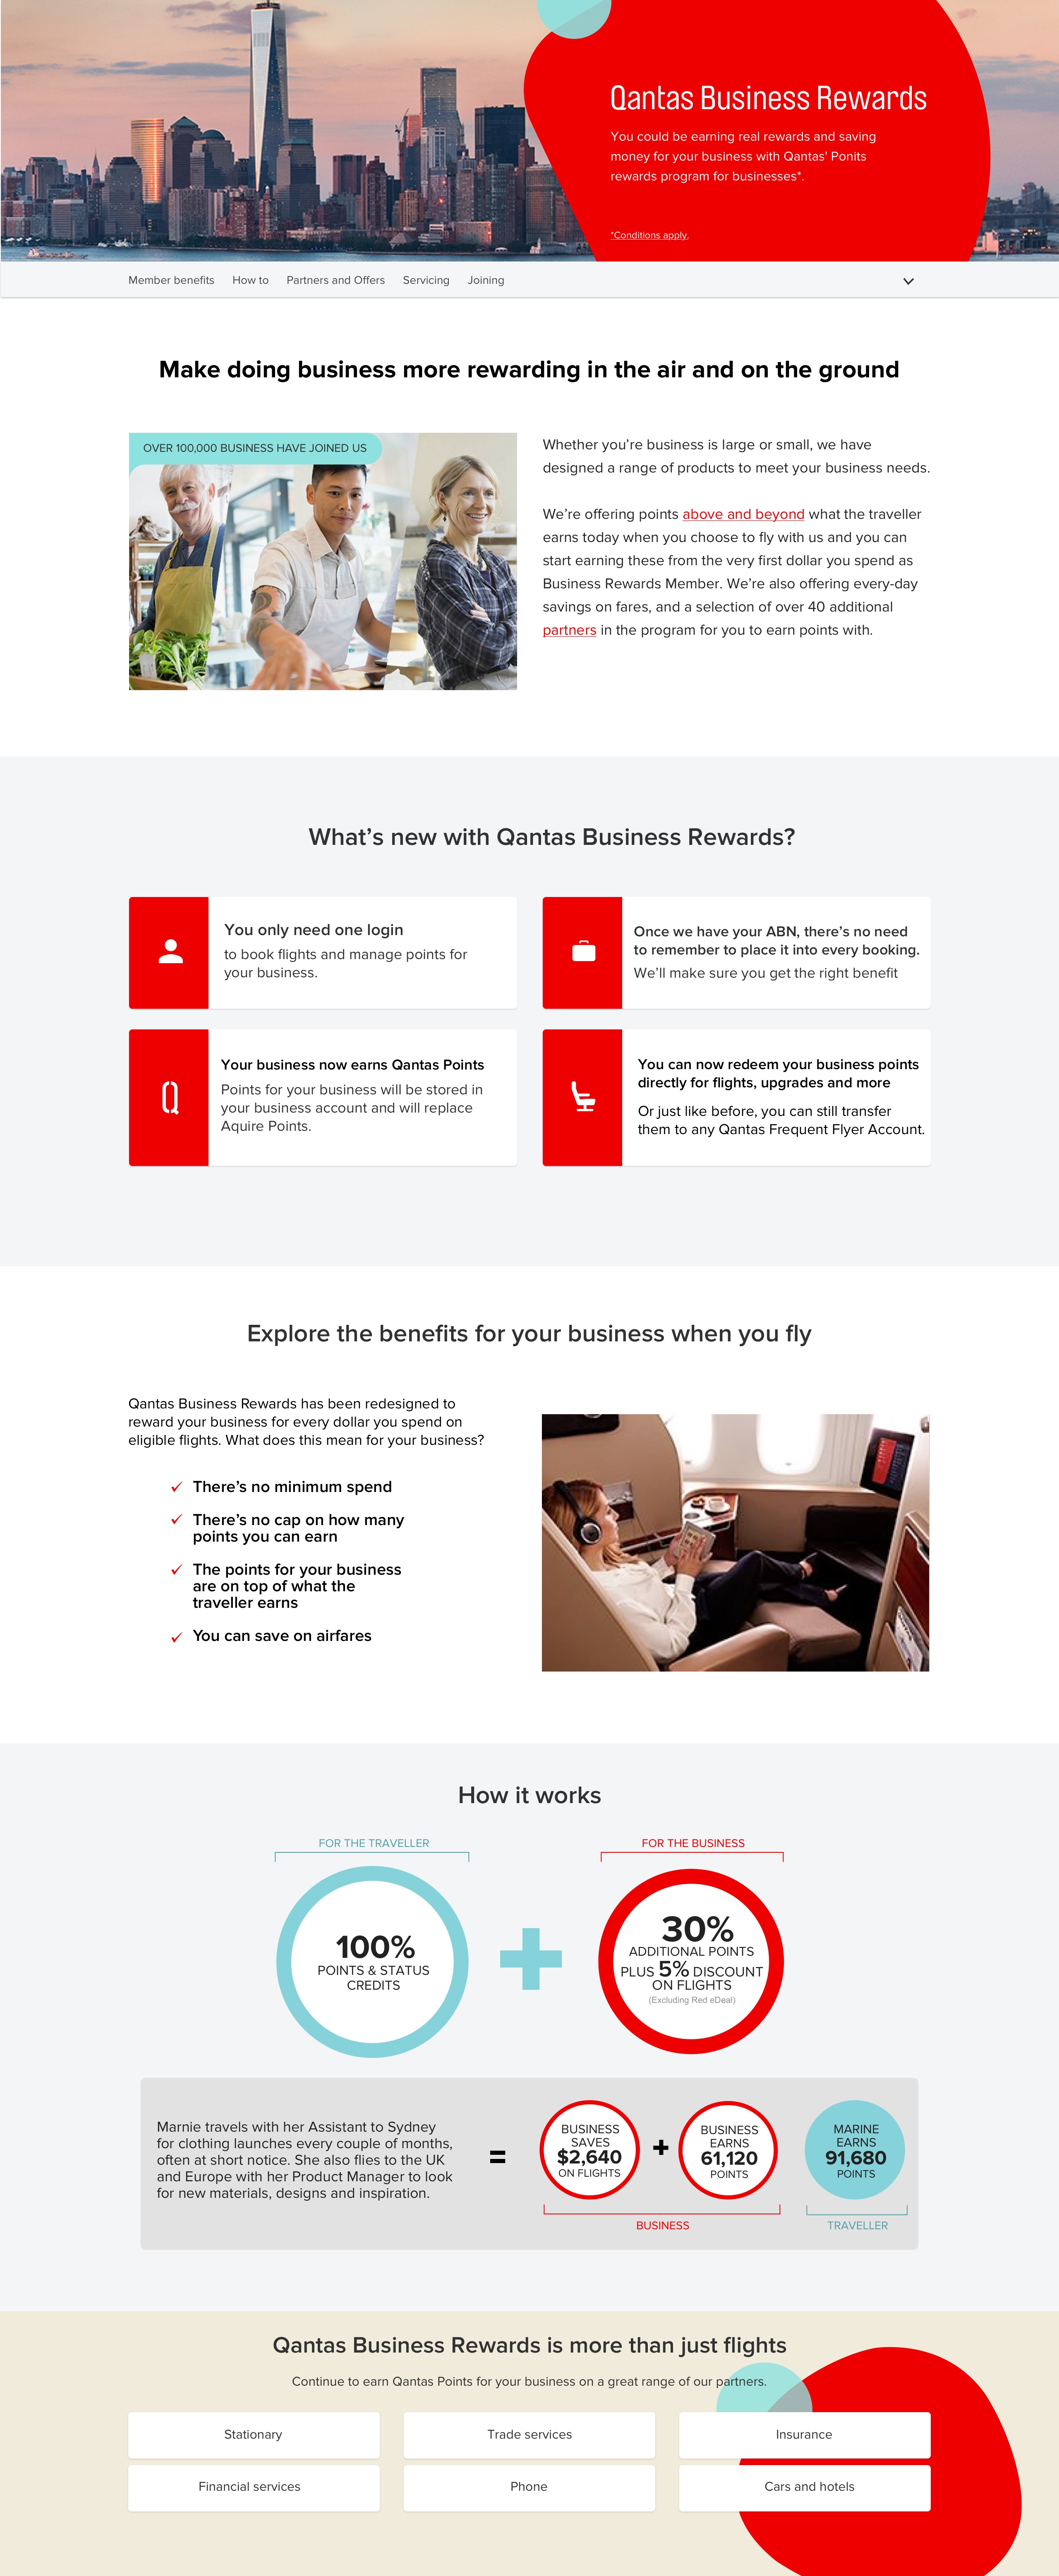 Qantas Business Rewards
You could be earning real rewards and saving
money for your business with Qantas' Ponits
rewards program for businesses*.
*Conditions apply.
Member benefits How to Partners and Offers Servicing Joining
Make doing business more rewarding in the air and on the ground
OVER 100,000 BUSINESS HAVE JOINED US
Whether you're business is large or small, we have
designed a range of products to meet your business needs.
We're offering points above and beyond what the traveller
earns today when you choose to fly with us and you can
start earning these from the very first dollar you spend as
Business Rewards Member. We're also offering every-day
savings on fares, and a selection of over 40 additional
partners in the program for you to earn points with.
What's new with Qantas Business Rewards?
You only need one login
to book flights and manage points for
your business.
Once we have your ABN, there's no need
to remember to place it into every booking.
We'll make sure you get the right benefit
Your business now earns Qantas Points
Points for your business will be stored in
your business account and will replace
Aquire Points.
You can now redeem your business points
directly for flights, upgrades and more
Or just like before, you can still transfer
them to any Qantas Frequent Flyer Account.
Explore the benefits for your business when you fly
Qantas Business Rewards has been redesigned to
reward your business for every dollar you spend on
eligible flights. What does this mean for your business?
There's no minimum spend
There's no cap on how many
points you can earn
The points for your business
are on top of what the
traveller earns
You can save on airfares
How it works
FOR THE TRAVELLER
100%
POINTS & STATUS
CREDITS
FOR THE BUSINESS
30%
ADDITIONAL POINTS
PLUS 5% DISCOUNT
ON FLIGHTS
(Excluding Red eDeal)
Marnie travels with her Assistant to Sydney
for clothing launches every couple of months,
often at short notice. She also flies to the UK
and Europe with her Product Manager to look
for new materials, designs and inspiration.
=
BUSINESS
SAVES
$2,640
ON FLIGHTS
+
BUSINESS
EARNS
61,120
POINTS
BUSINESS
MARINE
EARNS
91,680
POINTS
TRAVELLER
Qantas Business Rewards is more than just flights
Continue to earn Qantas Points for your business on a great range of our partners.
Stationary
Trade services
Insurance
Financial services
Phone
Cars and hotels